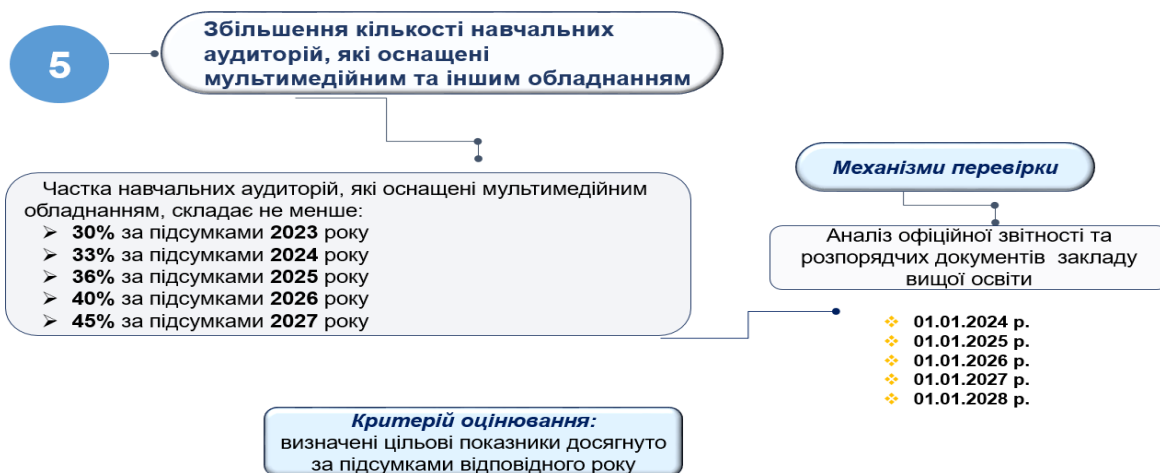 5
Збільшення кількості навчальних
аудиторій, які оснащені
мультимедійним та іншим обладнанням
Частка навчальних аудиторій, які оснащені мультимедійним
обладнанням, складає не менше:
➢ 30% за підсумками 2023 року
➢ 33% за підсумками 2024 року
➢ 36% за підсумками 2025 року
➢ 40% за підсумками 2026 року
➢ 45% за підсумками 2027 року
Механізми перевірки
Аналіз офіційної звітності та
розпорядчих документів закладу
вищої освіти
❖ 01.01.2024 р.
❖ 01.01.2025 р.
❖ 01.01.2026 р.
❖ 01.01.2027 р.
❖ 01.01.2028 р.
Критерій оцінювання:
визначені цільові показники досягнуто
за підсумками відповідного року